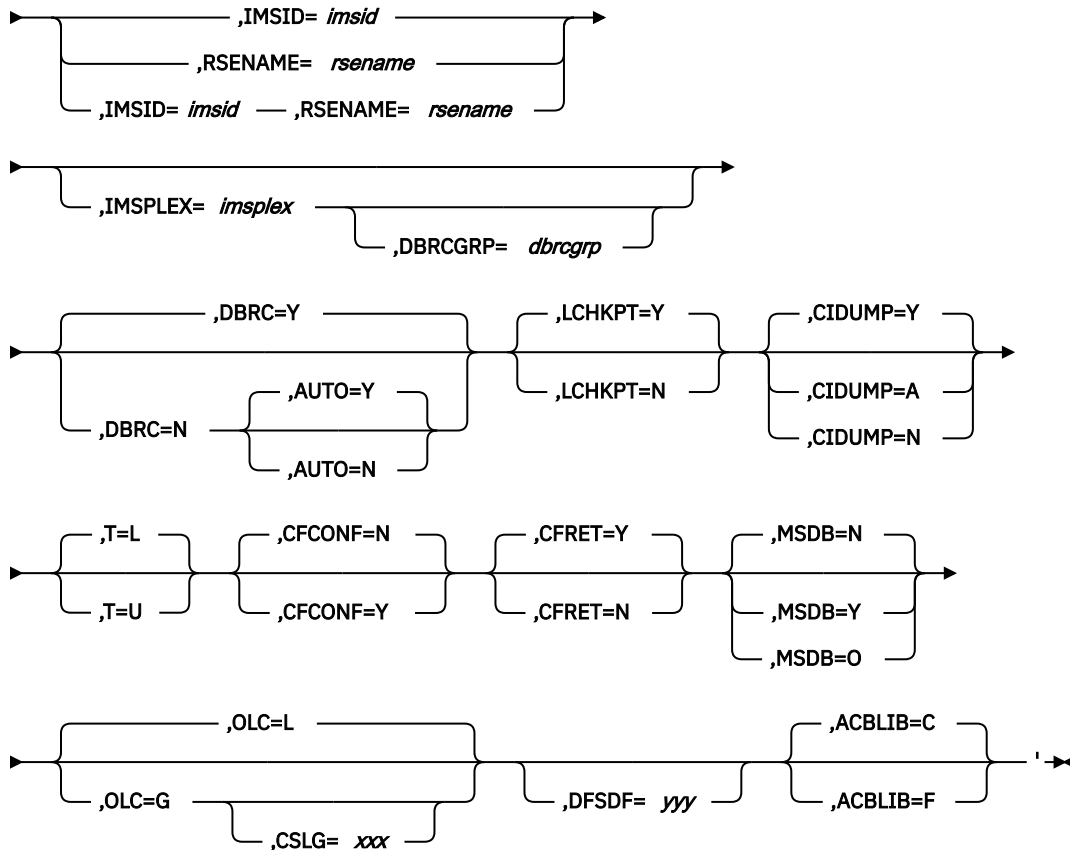 ,IMSID= imsid
,RSENAME= rsename
,IMSID= imsid ,RSENAME= rsename
,IMSPLEX= imsplex
,DBRCGRP= dbrcgrp
,DBRC=Y ,LCHKPT=Y ,CIDUMP=Y
,AUTO=Y ,LCHKPT=N ,CIDUMP=A
,DBRC=N ,CIDUMP=N
,AUTO=N
,T=L ,CFCONF=N ,CFRET=Y ,MSDB=N
,T=U ,CFCONF=Y ,CFRET=N ,MSDB=Y
,MSDB=O
,OLC=L ,ACBLIB=C
'
,OLC=G ,DFSDF= yyy ,ACBLIB=F
,CSLG= xxx